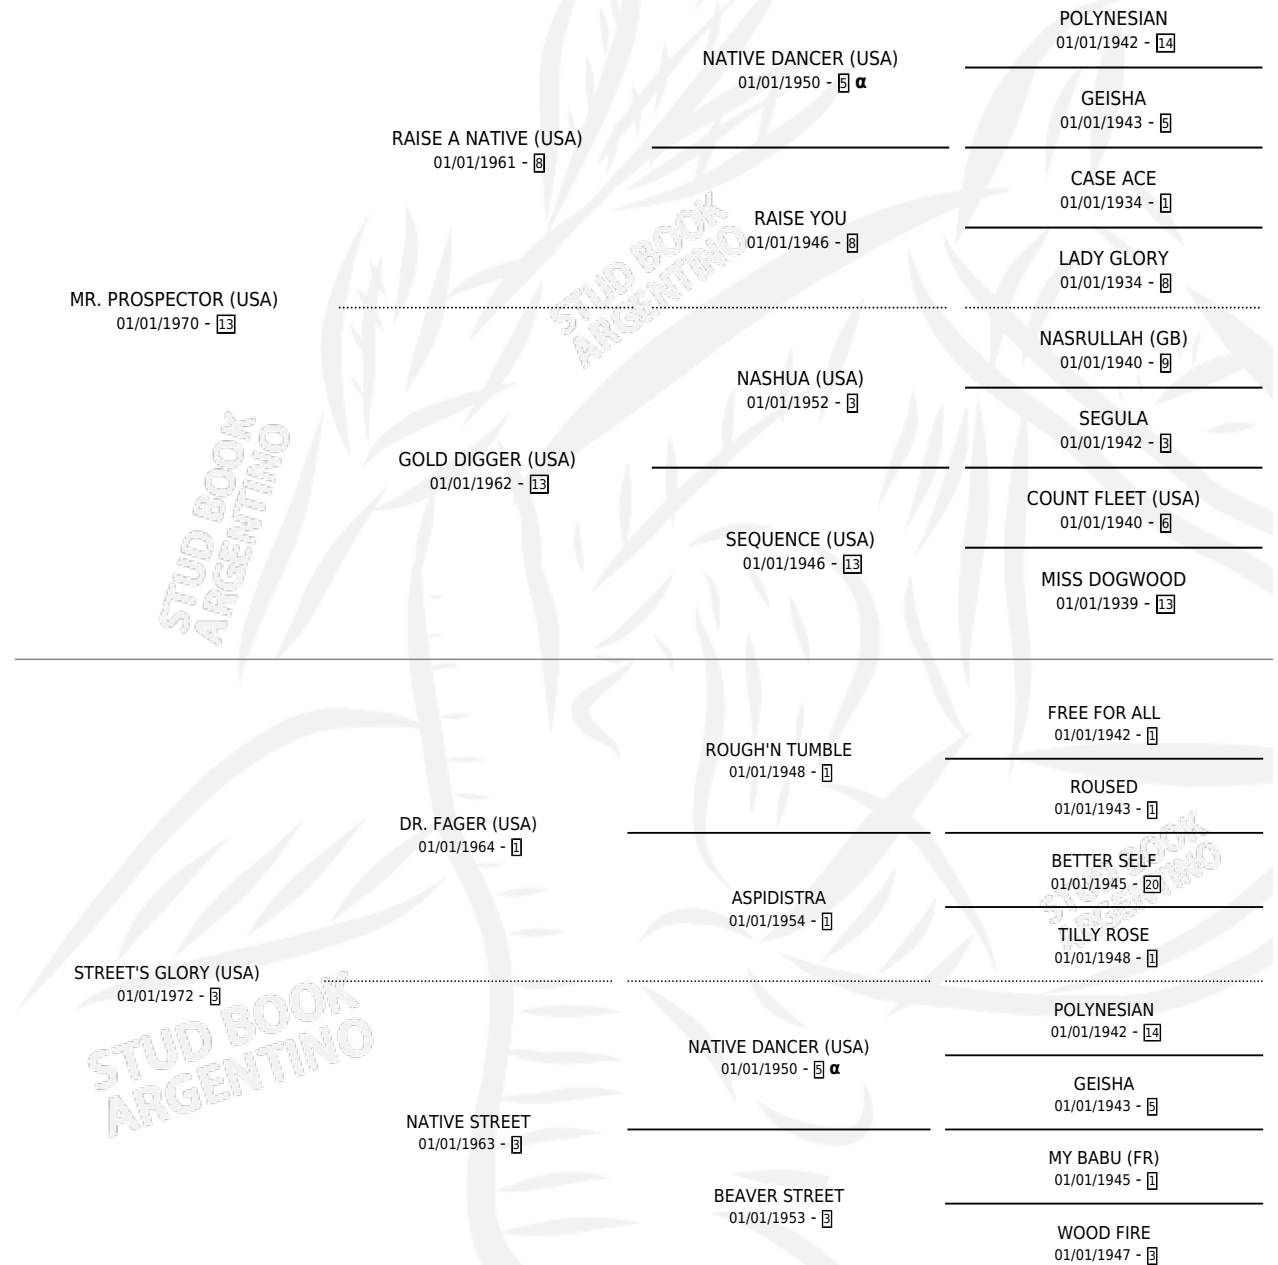 POLYNESIAN
01/01/1942 - 14
NATIVE DANCER (USA)
01/01/1950 - 5 α
GEISHA
01/01/1943 - 5
RAISE A NATIVE (USA)
01/01/1961 - 8
CASE ACE
01/01/1934 - 1
RAISE YOU
01/01/1946 - 8
LADY GLORY
01/01/1934 - 8
MR. PROSPECTOR (USA)
01/01/1970 - 13
NASRULLAH (GB)
01/01/1940 - 9
NASHUA (USA)
01/01/1952 - 3
SEGULA
01/01/1942 - 3
GOLD DIGGER (USA)
01/01/1962 - 13
COUNT FLEET (USA)
01/01/1940 - 6
SEQUENCE (USA)
01/01/1946 - 13
MISS DOGWOOD
01/01/1939 - 13
FREE FOR ALL
01/01/1942 - 1
ROUGH'N TUMBLE
01/01/1948 - 1
ROUSED
01/01/1943 - 1
DR. FAGER (USA)
01/01/1964 - 1
BETTER SELF
01/01/1945 - 20
ASPIDISTRA
01/01/1954 - 1
TILLY ROSE
01/01/1948 - 1
STREET'S GLORY (USA)
01/01/1972 - 3
POLYNESIAN
01/01/1942 - 14
NATIVE DANCER (USA)
01/01/1950 - 5 α
GEISHA
01/01/1943 - 5
NATIVE STREET
01/01/1963 - 3
MY BABU (FR)
01/01/1945 - 1
BEAVER STREET
01/01/1953 - 3
WOOD FIRE
01/01/1947 - 3
STUD BOOK
ARGENTINO
STUD BOOK
ARGENTINO
STUD BOOK
ARGENTINO
STUD BOOK
ARGENTINO